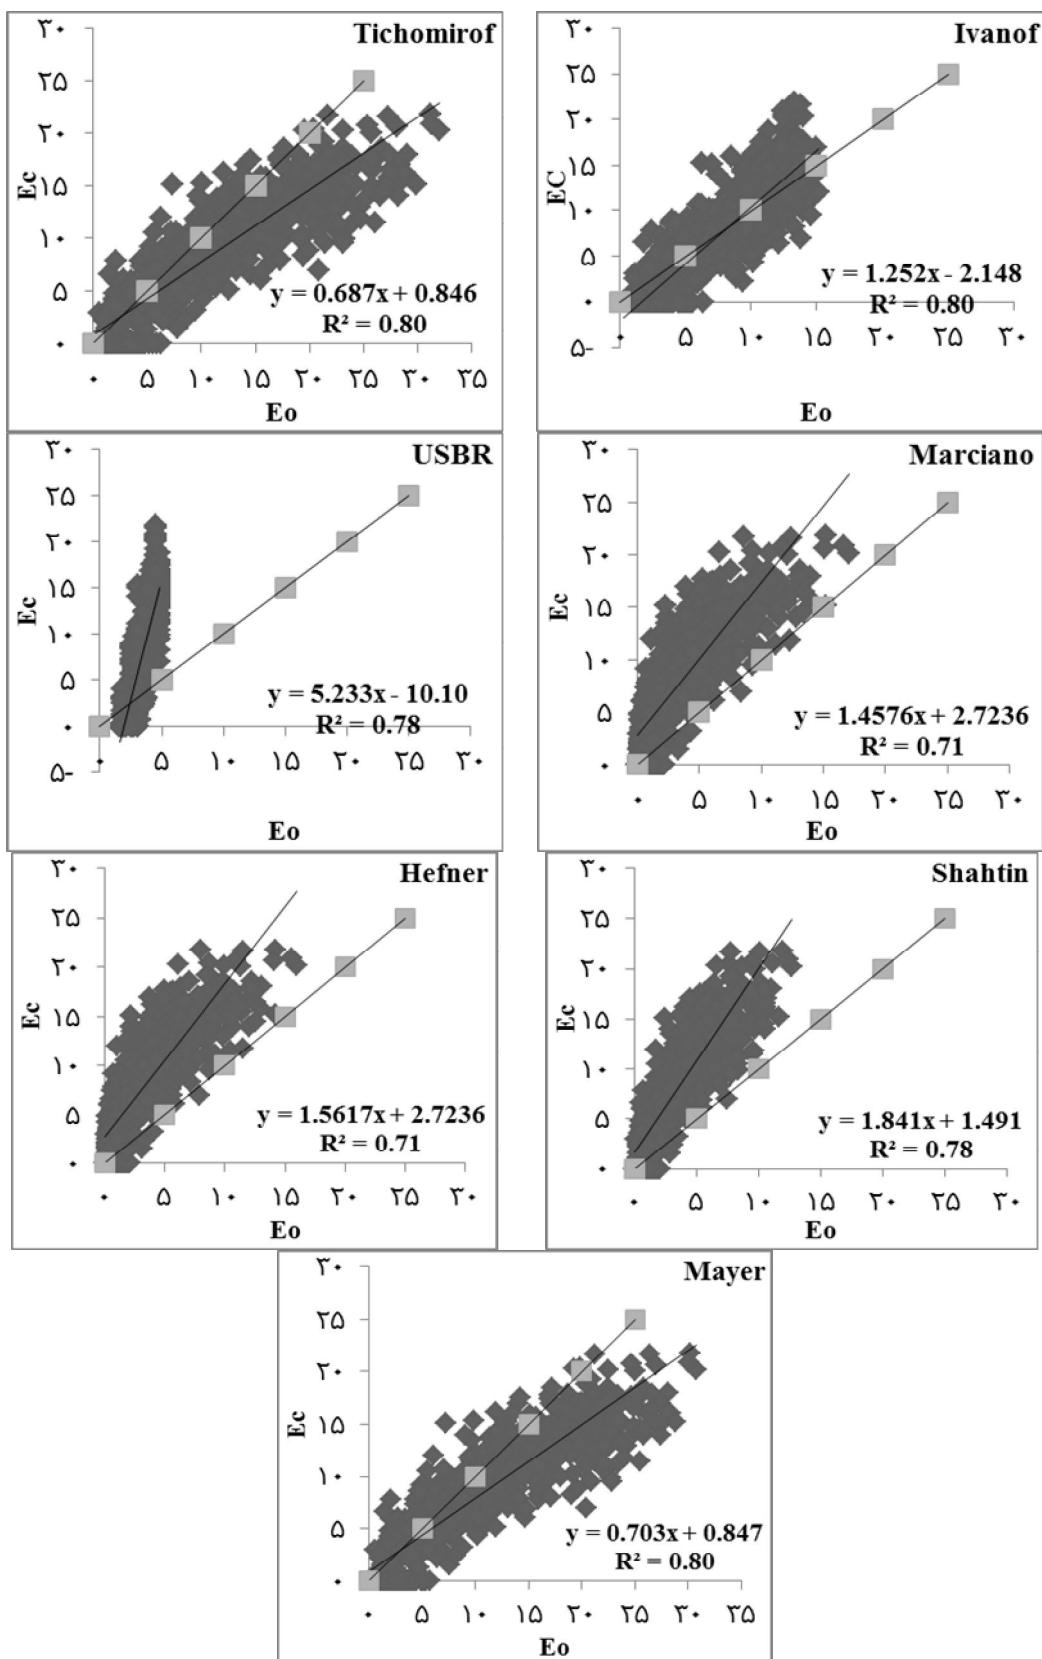 Tichomirof
۳۰
۲۵
۲۰
۱۵
۱۰
۵
۰
Ec
y = 0.687x + 0.846
R² = 0.80
۰ ۵ ۱۰ ۱۵ ۲۰ ۲۵ ۳۰ ۳۵
Eo
Ivanof
۳۰
۲۵
۲۰
۱۵
۱۰
۵
۰
۵-
EC
y = 1.252x - 2.148
R² = 0.80
۰ ۵ ۱۰ ۱۵ ۲۰ ۲۵ ۳۰
Eo
USBR
۳۰
۲۵
۲۰
۱۵
۱۰
۵
۰
۵-
Ec
y = 5.233x - 10.10
R² = 0.78
۰ ۵ ۱۰ ۱۵ ۲۰ ۲۵ ۳۰
Eo
Marciano
۳۰
۲۵
۲۰
۱۵
۱۰
۵
۰
Ec
y = 1.4576x + 2.7236
R² = 0.71
۰ ۵ ۱۰ ۱۵ ۲۰ ۲۵ ۳۰
Eo
Hefner
۳۰
۲۵
۲۰
۱۵
۱۰
۵
۰
Ec
y = 1.5617x + 2.7236
R² = 0.71
۰ ۵ ۱۰ ۱۵ ۲۰ ۲۵ ۳۰
Eo
Shahtin
۳۰
۲۵
۲۰
۱۵
۱۰
۵
۰
Ec
y = 1.841x + 1.491
R² = 0.78
۰ ۵ ۱۰ ۱۵ ۲۰ ۲۵ ۳۰
Eo
Mayer
۳۰
۲۵
۲۰
۱۵
۱۰
۵
۰
Ec
y = 0.703x + 0.847
R² = 0.80
۰ ۵ ۱۰ ۱۵ ۲۰ ۲۵ ۳۰ ۳۵
Eo